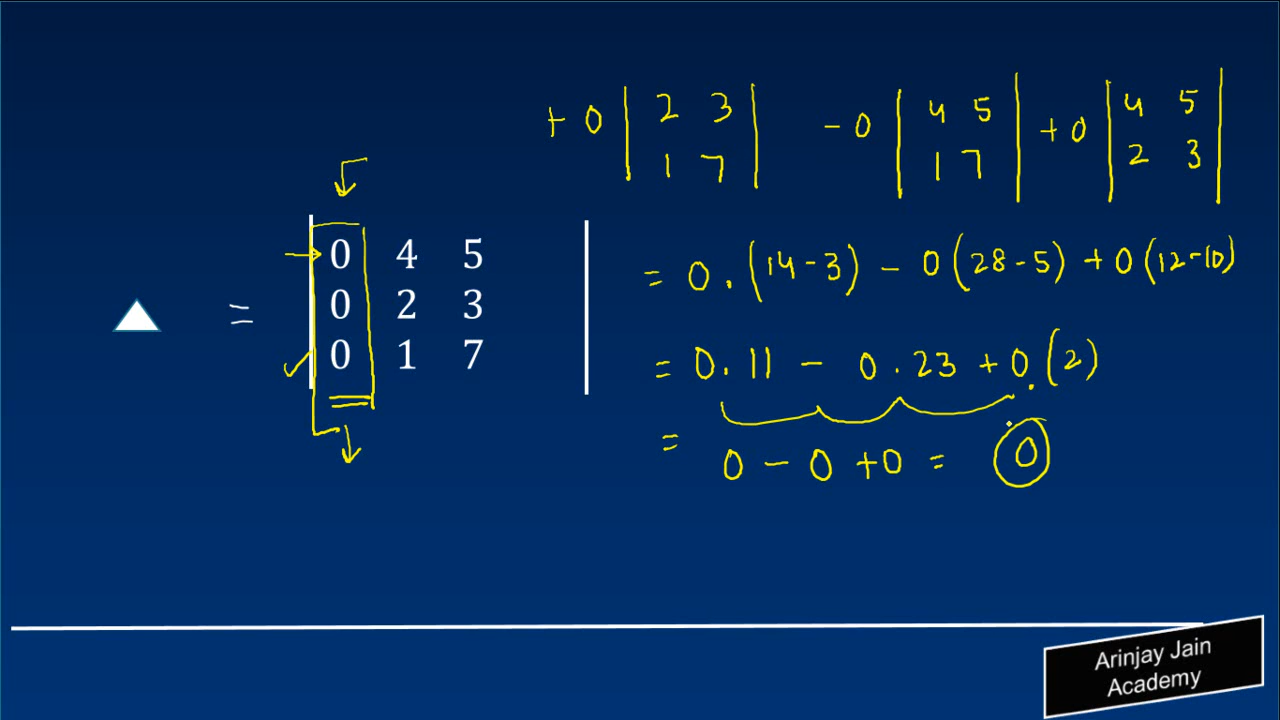 + 0 | 2 3 | - 0 | 4 5 | + 0 | 4 5 |
| 1 7 | | 1 7 | | 2 3 |
= | 0 4 5 |
| 0 2 3 |
| 0 1 7 |
= 0 . (14 - 3) - 0 (28 - 5) + 0 (12 - 10)
= 0 . 11 - 0 . 23 + 0 . (2)
= 0 - 0 + 0 = 0
Arinjay Jain
Academy